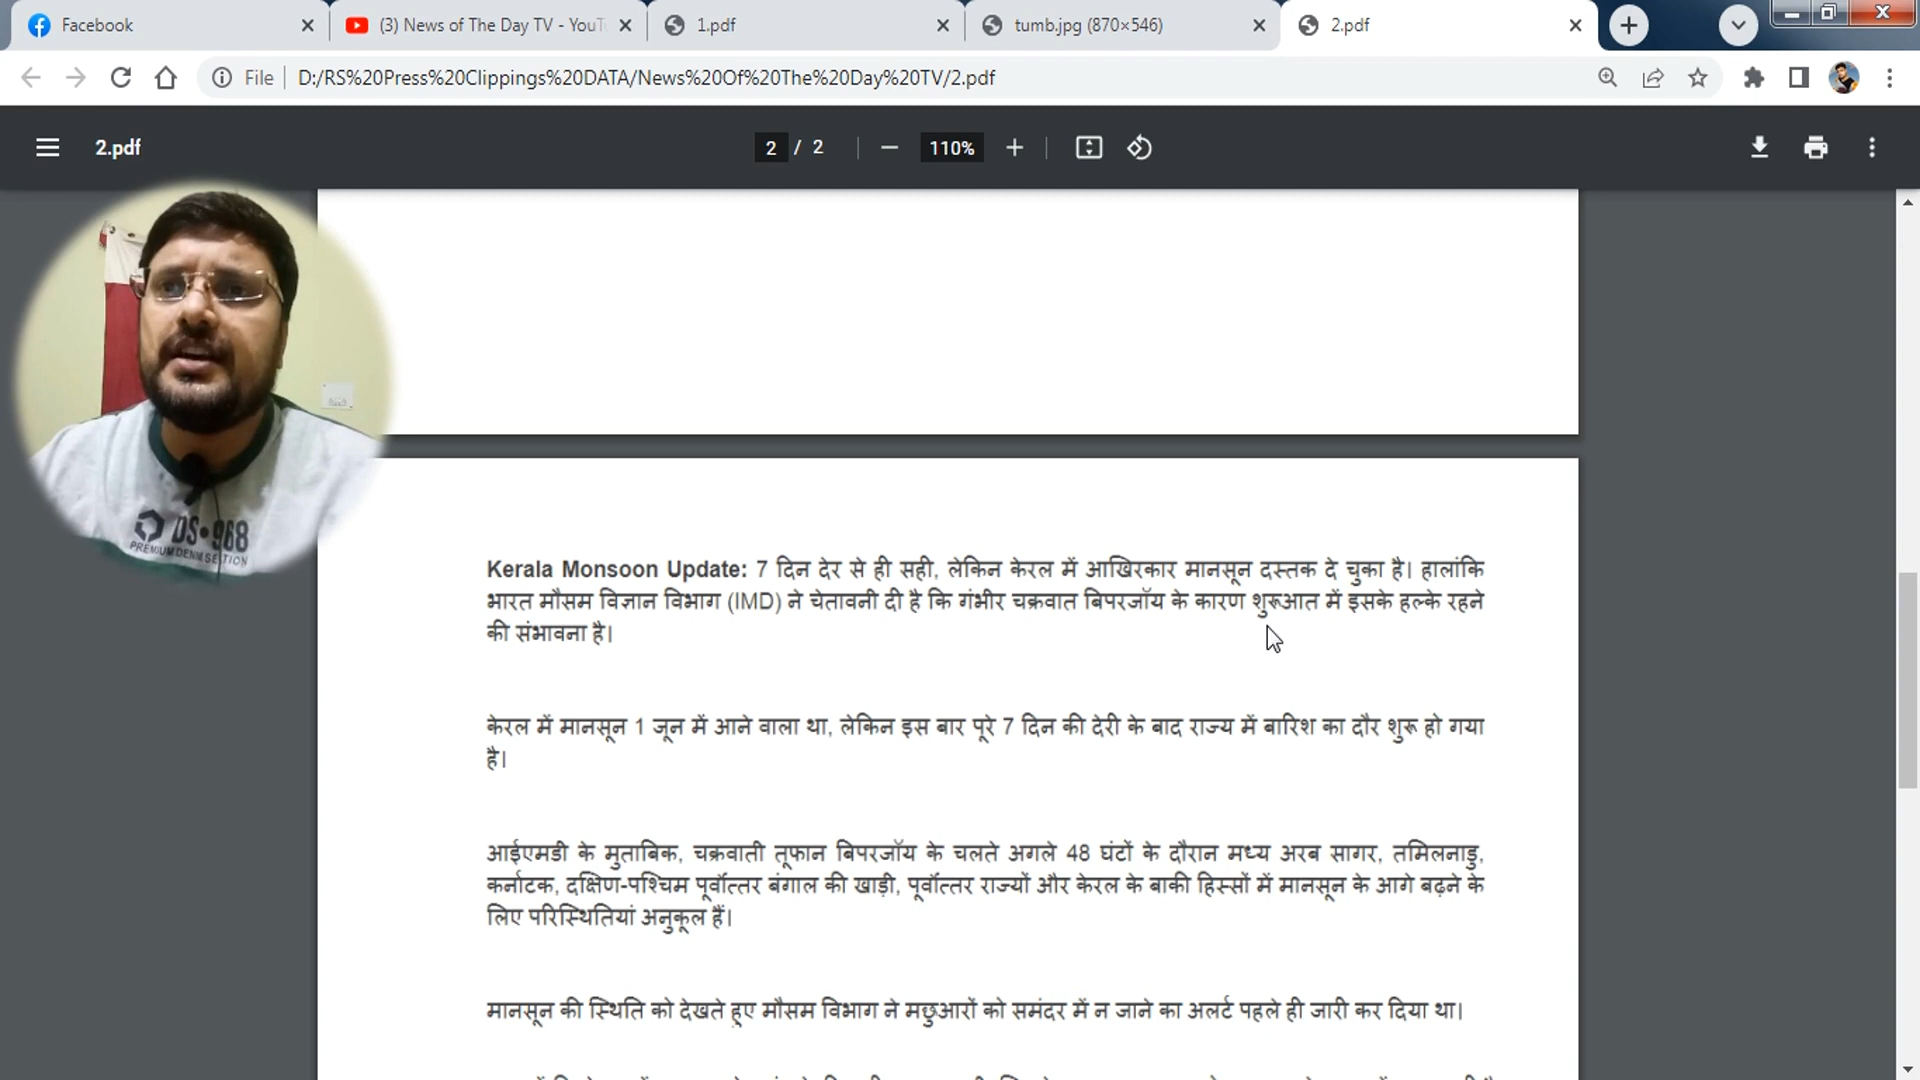 Facebook
(3) News of The Day TV - YouT
1.pdf
tumb.jpg (870×546)
2.pdf
File
D:/RS%20Press%20Clippings%20DATA/News%20Of%20The%20Day%20TV/2.pdf
2.pdf
2 / 2
110%
DS•968
PREMIUM DENIM SECTION
Kerala Monsoon Update: 7 दिन देर से ही सही, लेकिन केरल में आखिरकार मानसून दस्तक दे चुका है। हालांकि
भारत मौसम विज्ञान विभाग (IMD) ने चेतावनी दी है कि गंभीर चक्रवात बिपरजॉय के कारण शुरूआत में इसके हल्के रहने
की संभावना है।
केरल में मानसून 1 जून में आने वाला था, लेकिन इस बार पूरे 7 दिन की देरी के बाद राज्य में बारिश का दौर शुरू हो गया
है।
आईएमडी के मुताबिक, चक्रवाती तूफान बिपरजॉय के चलते अगले 48 घंटों के दौरान मध्य अरब सागर, तमिलनाडु,
कर्नाटक, दक्षिण-पश्चिम पूर्वोत्तर बंगाल की खाड़ी, पूर्वोत्तर राज्यों और केरल के बाकी हिस्सों में मानसून के आगे बढ़ने के
लिए परिस्थितियां अनुकूल हैं।
मानसून की स्थिति को देखते हुए मौसम विभाग ने मछुआरों को समंदर में न जाने का अलर्ट पहले ही जारी कर दिया था।